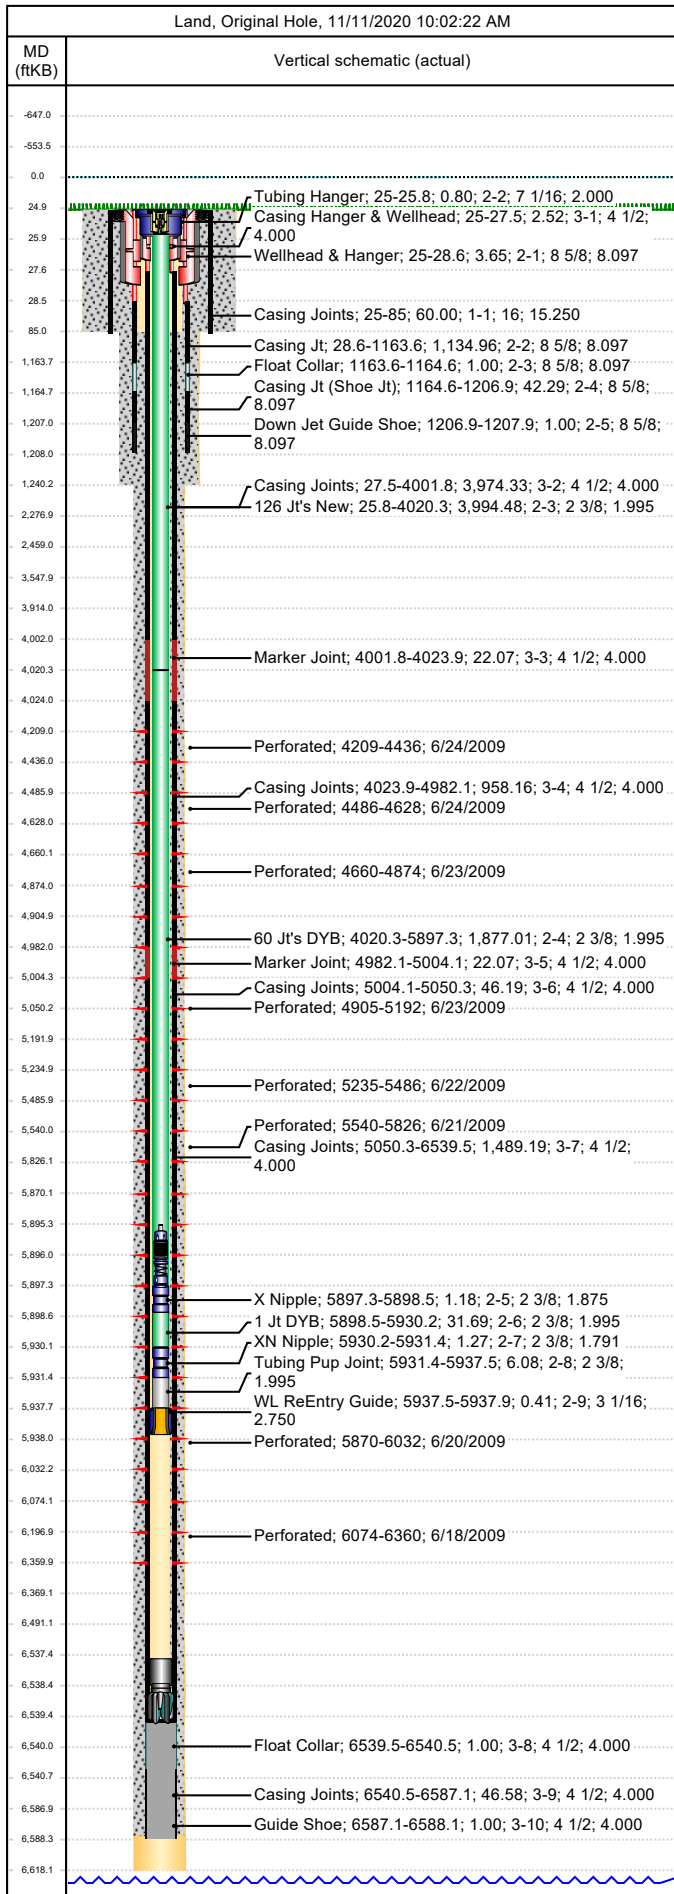 Land, Original Hole, 11/11/2020 10:02:22 AM
MD
(ftKB)
Vertical schematic (actual)
-647.0
-553.5
0.0
24.9
25.9
27.6
28.5
85.0
1,163.7
1,164.7
1,207.0
1,208.0
1,240.2
2,276.9
2,459.0
3,547.9
3,914.0
4,002.0
4,020.3
4,024.0
4,209.0
4,436.0
4,485.9
4,628.0
4,660.1
4,874.0
4,904.9
4,982.0
5,004.3
5,050.2
5,191.9
5,234.9
5,485.9
5,540.0
5,826.1
5,870.1
5,895.3
5,896.0
5,897.3
5,898.6
5,930.1
5,931.4
5,937.7
5,938.0
6,032.2
6,074.1
6,196.9
6,359.9
6,369.1
6,491.1
6,537.4
6,538.4
6,539.4
6,540.0
6,540.7
6,586.9
6,588.3
6,618.1
Tubing Hanger; 25-25.8; 0.80; 2-2; 7 1/16; 2.000
Casing Hanger & Wellhead; 25-27.5; 2.52; 3-1; 4 1/2;
4.000
Wellhead & Hanger; 25-28.6; 3.65; 2-1; 8 5/8; 8.097
Casing Joints; 25-85; 60.00; 1-1; 16; 15.250
Casing Jt; 28.6-1163.6; 1,134.96; 2-2; 8 5/8; 8.097
Float Collar; 1163.6-1164.6; 1.00; 2-3; 8 5/8; 8.097
Casing Jt (Shoe Jt); 1164.6-1206.9; 42.29; 2-4; 8 5/8;
8.097
Down Jet Guide Shoe; 1206.9-1207.9; 1.00; 2-5; 8 5/8;
8.097
Casing Joints; 27.5-4001.8; 3,974.33; 3-2; 4 1/2; 4.000
126 Jt's New; 25.8-4020.3; 3,994.48; 2-3; 2 3/8; 1.995
Marker Joint; 4001.8-4023.9; 22.07; 3-3; 4 1/2; 4.000
Perforated; 4209-4436; 6/24/2009
Casing Joints; 4023.9-4982.1; 958.16; 3-4; 4 1/2; 4.000
Perforated; 4486-4628; 6/24/2009
Perforated; 4660-4874; 6/23/2009
60 Jt's DYB; 4020.3-5897.3; 1,877.01; 2-4; 2 3/8; 1.995
Marker Joint; 4982.1-5004.1; 22.07; 3-5; 4 1/2; 4.000
Casing Joints; 5004.1-5050.3; 46.19; 3-6; 4 1/2; 4.000
Perforated; 4905-5192; 6/23/2009
Perforated; 5235-5486; 6/22/2009
Perforated; 5540-5826; 6/21/2009
Casing Joints; 5050.3-6539.5; 1,489.19; 3-7; 4 1/2;
4.000
X Nipple; 5897.3-5898.5; 1.18; 2-5; 2 3/8; 1.875
1 Jt DYB; 5898.5-5930.2; 31.69; 2-6; 2 3/8; 1.995
XN Nipple; 5930.2-5931.4; 1.27; 2-7; 2 3/8; 1.791
Tubing Pup Joint; 5931.4-5937.5; 6.08; 2-8; 2 3/8;
1.995
WL ReEntry Guide; 5937.5-5937.9; 0.41; 2-9; 3 1/16;
2.750
Perforated; 5870-6032; 6/20/2009
Perforated; 6074-6360; 6/18/2009
Float Collar; 6539.5-6540.5; 1.00; 3-8; 4 1/2; 4.000
Casing Joints; 6540.5-6587.1; 46.58; 3-9; 4 1/2; 4.000
Guide Shoe; 6587.1-6588.1; 1.00; 3-10; 4 1/2; 4.000